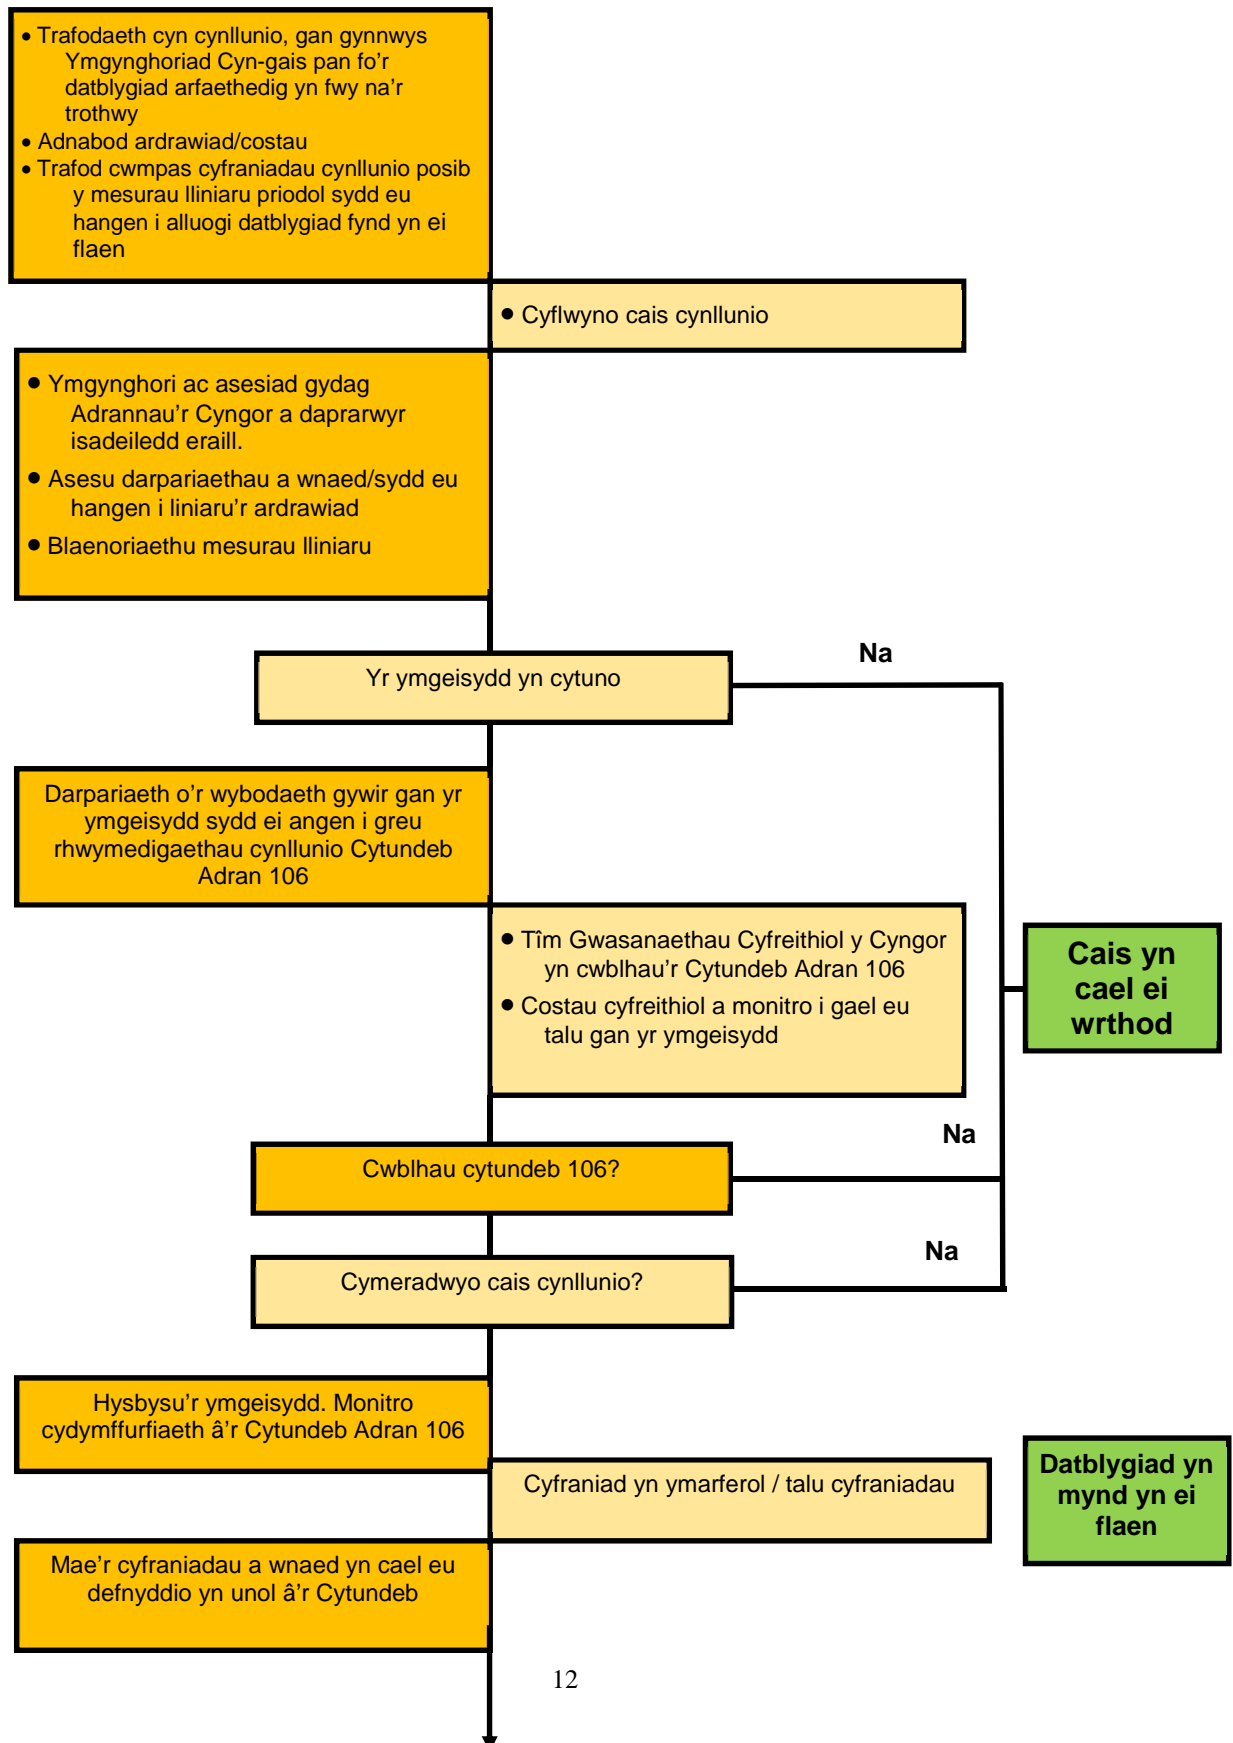 • Trafodaeth cyn cynllunio, gan gynnwys
Ymgynghoriad Cyn-gais pan fo’r
datblygiad arfaethedig yn fwy na’r
trothwy
• Adnabod ardrawiad/costau
• Trafod cwmpas cyfraniadau cynllunio posib
y mesurau lliniaru priodol sydd eu
hangen i alluogi datblygiad fynd yn ei
flaen
• Cyflwyno cais cynllunio
• Ymgynghori ac asesiad gydag
Adrannau’r Cyngor a daprarwyr
isadeiledd eraill.
• Asesu darpariaethau a wnaed/sydd eu
hangen i liniaru’r ardrawiad
• Blaenoriaethu mesurau lliniaru
Yr ymgeisydd yn cytuno
Na
Darpariaeth o’r wybodaeth gywir gan yr
ymgeisydd sydd ei angen i greu
rhwymedigaethau cynllunio Cytundeb
Adran 106
• Tîm Gwasanaethau Cyfreithiol y Cyngor
yn cwblhau’r Cytundeb Adran 106
• Costau cyfreithiol a monitro i gael eu
talu gan yr ymgeisydd
Cais yn
cael ei
wrthod
Na
Cwblhau cytundeb 106?
Na
Cymeradwyo cais cynllunio?
Hysbysu’r ymgeisydd. Monitro
cydymffurfiaeth â’r Cytundeb Adran 106
Cyfraniad yn ymarferol / talu cyfraniadau
Datblygiad yn
mynd yn ei
flaen
Mae’r cyfraniadau a wnaed yn cael eu
defnyddio yn unol â’r Cytundeb
12